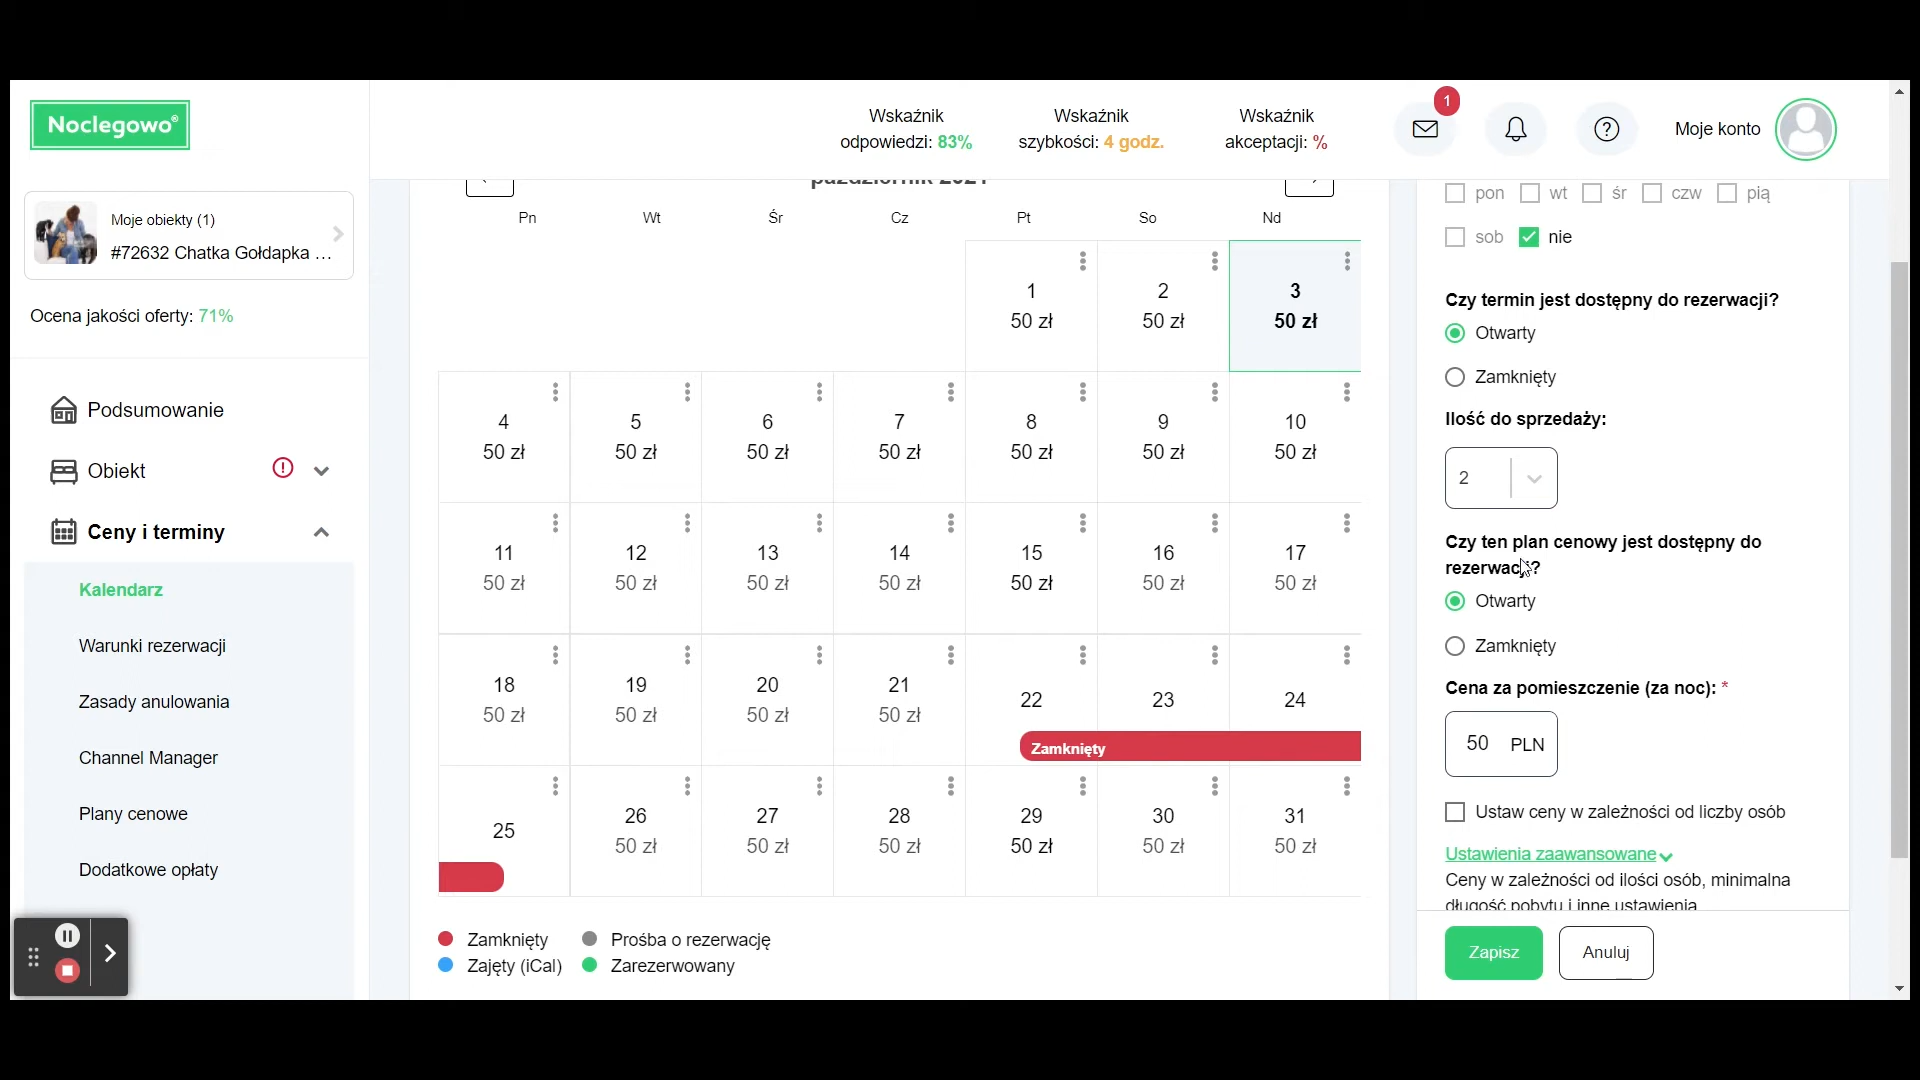 Noclegowo®
Wskaźnik odpowiedzi: 83%
Wskaźnik szybkości: 4 godz.
Wskaźnik akceptacji: %
1
Moje konto
Moje obiekty (1)
#72632 Chatka Gołdapka ...
Ocena jakości oferty: 71%
Podsumowanie
Obiekt
Ceny i terminy
Kalendarz
Warunki rezerwacji
Zasady anulowania
Channel Manager
Plany cenowe
Dodatkowe opłaty
Pn Wt Śr Cz Pt So Nd
1 2 3
50 zł 50 zł 50 zł
4 5 6 7 8 9 10
50 zł 50 zł 50 zł 50 zł 50 zł 50 zł 50 zł
11 12 13 14 15 16 17
50 zł 50 zł 50 zł 50 zł 50 zł 50 zł 50 zł
18 19 20 21 22 23 24
50 zł 50 zł 50 zł 50 zł
Zamknięty
25 26 27 28 29 30 31
50 zł 50 zł 50 zł 50 zł 50 zł 50 zł
Zamknięty Prośba o rezerwację
Zajęty (iCal) Zarezerwowany
pon wt śr czw pią
sob nie
Czy termin jest dostępny do rezerwacji?
Otwarty
Zamknięty
Ilość do sprzedaży:
2
Czy ten plan cenowy jest dostępny do
rezerwacji?
Otwarty
Zamknięty
Cena za pomieszczenie (za noc): *
50 PLN
Ustaw ceny w zależności od liczby osób
Ustawienia zaawansowane
Ceny w zależności od ilości osób, minimalna
długość pobytu i inne ustawienia
Zapisz Anuluj